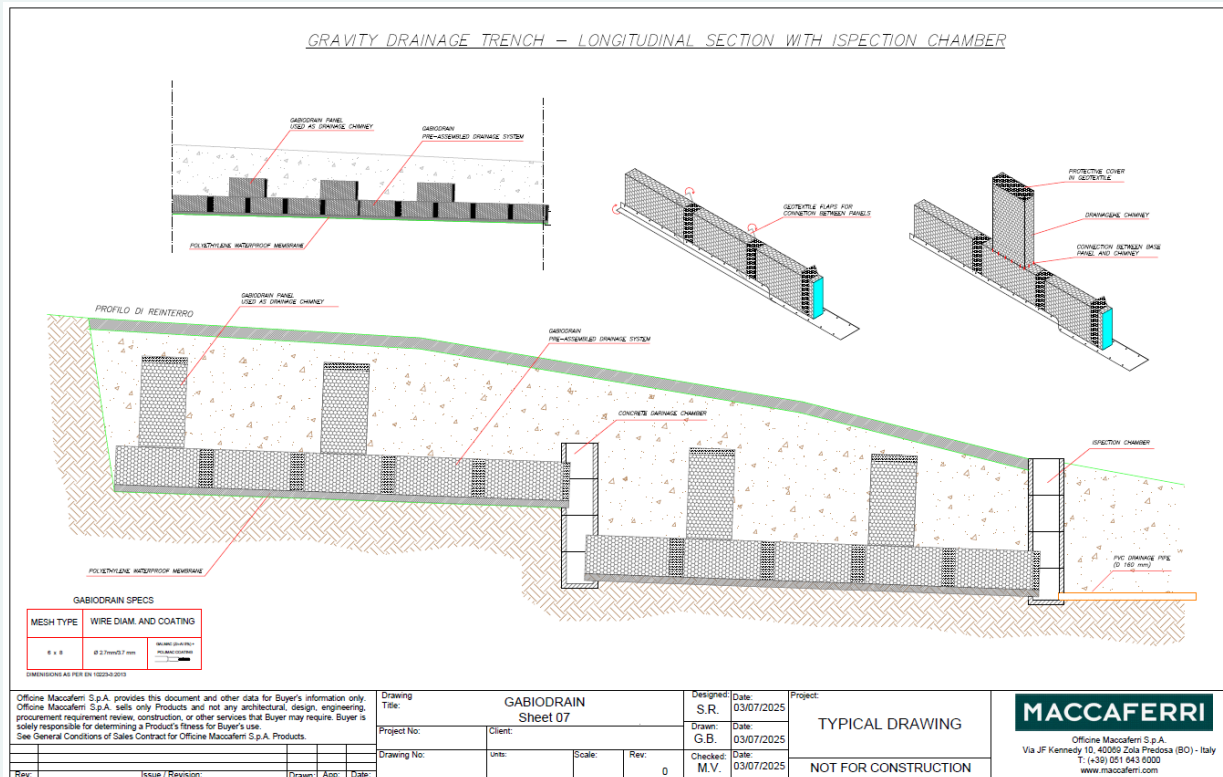 GRAVITY DRAINAGE TRENCH – LONGITUDINAL SECTION WITH ISPECTION CHAMBER
GABIODRAIN PANEL
USED AS DRAINAGE CHIMNEY
GABIODRAIN
PRE-ASSEMBLED DRAINAGE SYSTEM
POLYETHYLENE WATERPROOF MEMBRANE
GEOTEXTILE FLAPS FOR
CONNETION BETWEEN PANELS
PROTECTIVE COVER
IN GEOTEXTILE
DRAINAGEHE CHIMNEY
CONNECTION BETWEEN BASE
PANEL AND CHIMNEY
PROFILO DI REINTERRO
GABIODRAIN PANEL
USED AS DRAINAGE CHIMNEY
GABIODRAIN
PRE-ASSEMBLED DRAINAGE SYSTEM
CONCRETE DARINAGE CHAMBER
ISPECTION CHAMBER
PVC DRAINAGE PIPE
(D 160 mm)
POLYETHYLENE WATERPROOF MEMBRANE
GABIODRAIN SPECS
MESH TYPE
WIRE DIAM. AND COATING
Ø 2.7mm/3.7 mm
DIMENSIONS AS PER EN 10223-3:2013
Officine Maccaferri S.p.A. provides this document and other data for Buyer's information only.
Officine Maccaferri S.p.A. sells only Products and not any architectural, design, engineering,
procurement requirement review, construction, or other services that Buyer may require. Buyer is
solely responsible for determining a Product's fitness for Buyer's use.
See General Conditions of Sales Contract for Officine Maccaferri S.p.A. Products.
Rev:
Issue / Revision:
Drawn:
App:
Date:
Drawing
Title:
GABIODRAIN
Sheet 07
Project No:
Client:
Drawing No:
Units:
Scale:
Rev:
0
Designed:
S.R.
Date:
03/07/2025
Drawn:
G.B.
Date:
03/07/2025
Checked:
M.V.
Date:
03/07/2025
Project:
TYPICAL DRAWING
NOT FOR CONSTRUCTION
MACCAFERRI
Officine Maccaferri S.p.A.
Via JF Kennedy 10, 40069 Zola Predosa (BO) - Italy
T: (+39) 051 643 6000
www.maccaferri.com